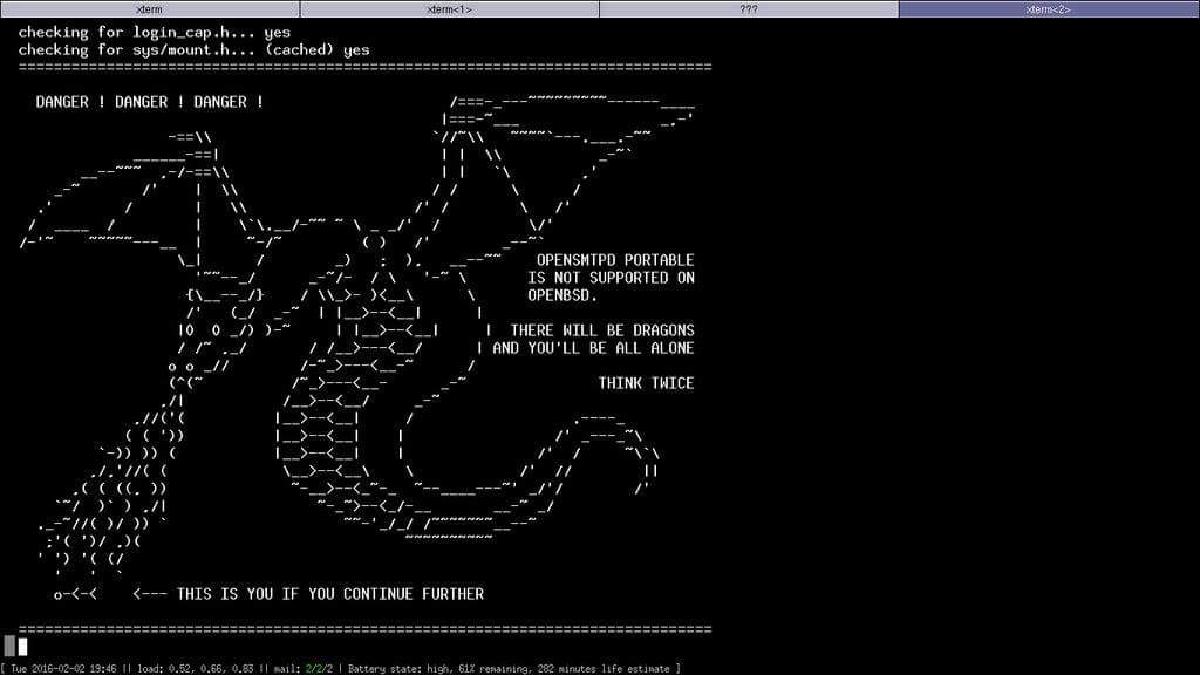 xterm
xterm<1>
???
xterm<2>
checking for login_cap.h... yes
checking for sys/mount.h... (cached) yes
DANGER ! DANGER ! DANGER !
OPENSMTPD PORTABLE
IS NOT SUPPORTED ON
OPENBSD.
THERE WILL BE DRAGONS
AND YOU'LL BE ALL ALONE
THINK TWICE
<--- THIS IS YOU IF YOU CONTINUE FURTHER
[ Tue 2016-02-02 19:46 || load: 0.52, 0.66, 0.83 || mail: 2/2/2 | Battery state: high, 61% remaining, 282 minutes life estimate ]